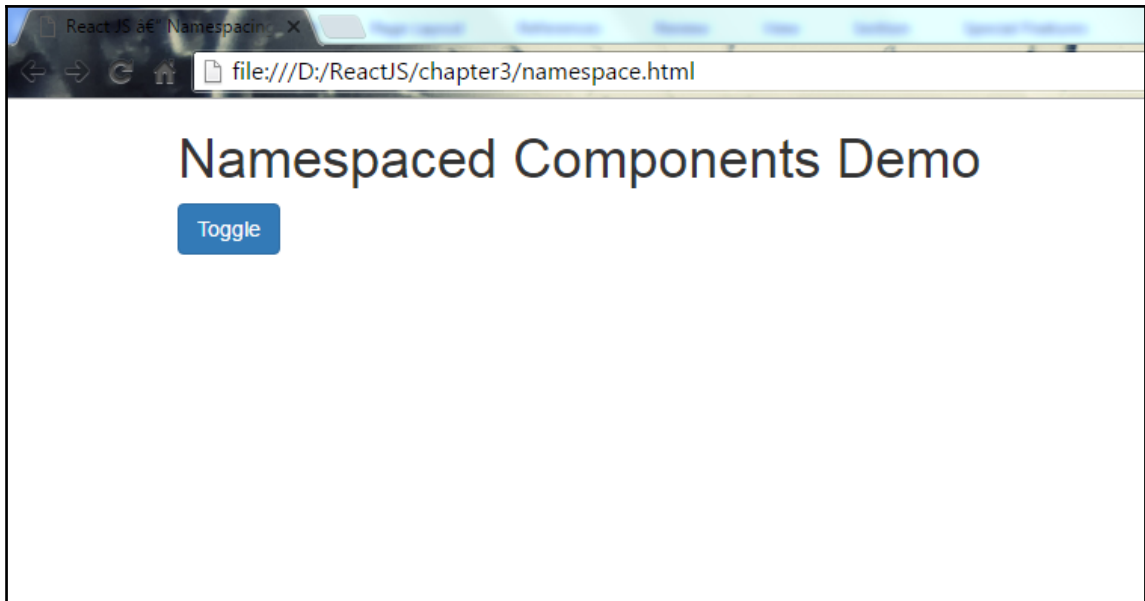 React JS â€“ Namespacing
file:///D:/ReactJS/chapter3/namespace.html
Namespaced Components Demo
Toggle